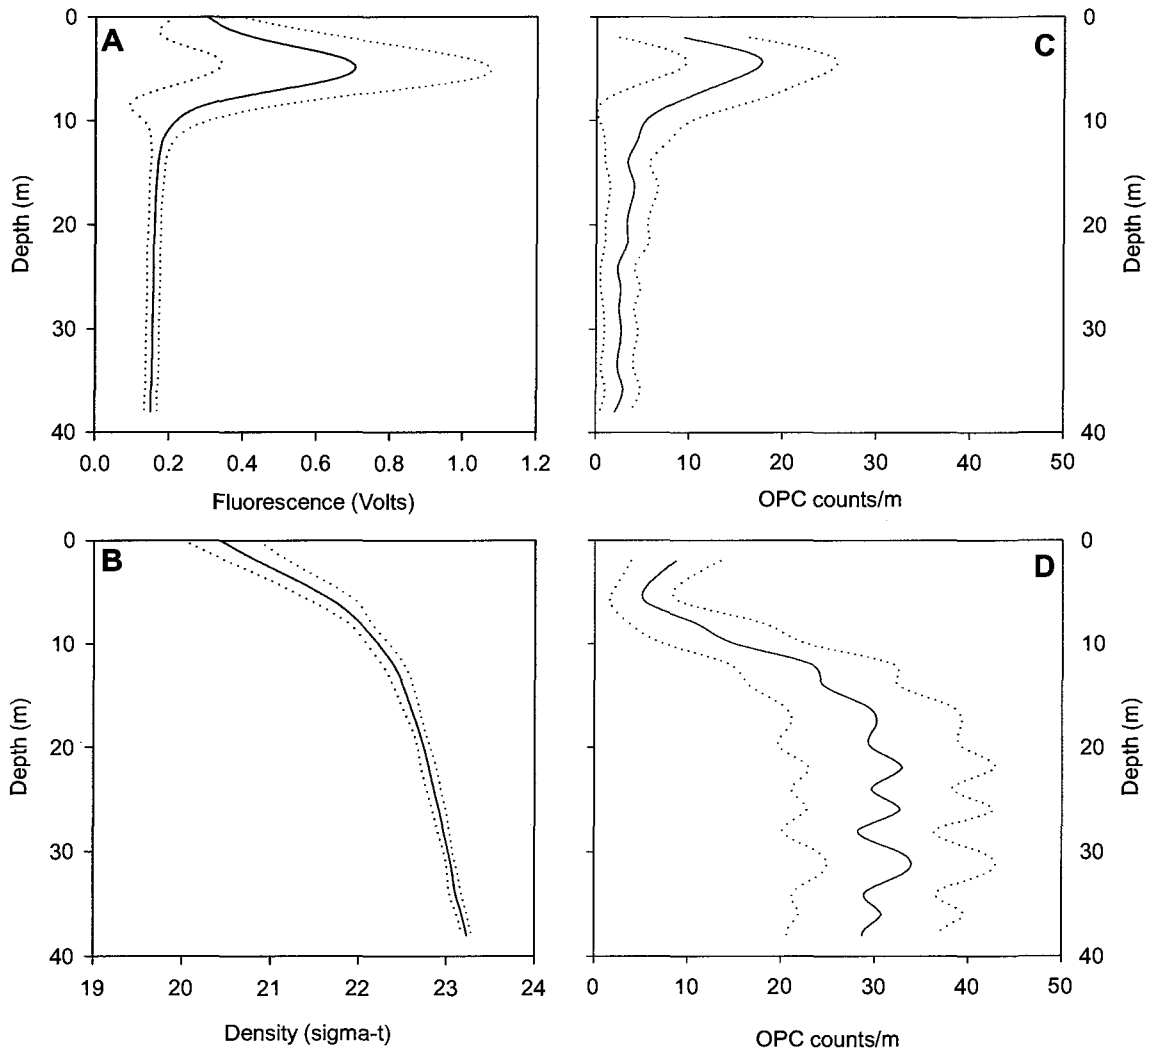 A
0
10
20
30
40
Depth (m)
0.0 0.2 0.4 0.6 0.8 1.0 1.2
Fluorescence (Volts)
C
0
10
20
30
40
Depth (m)
0 10 20 30 40 50
OPC counts/m
B
0
10
20
30
40
Depth (m)
19 20 21 22 23 24
Density (sigma-t)
D
0
10
20
30
40
Depth (m)
0 10 20 30 40 50
OPC counts/m